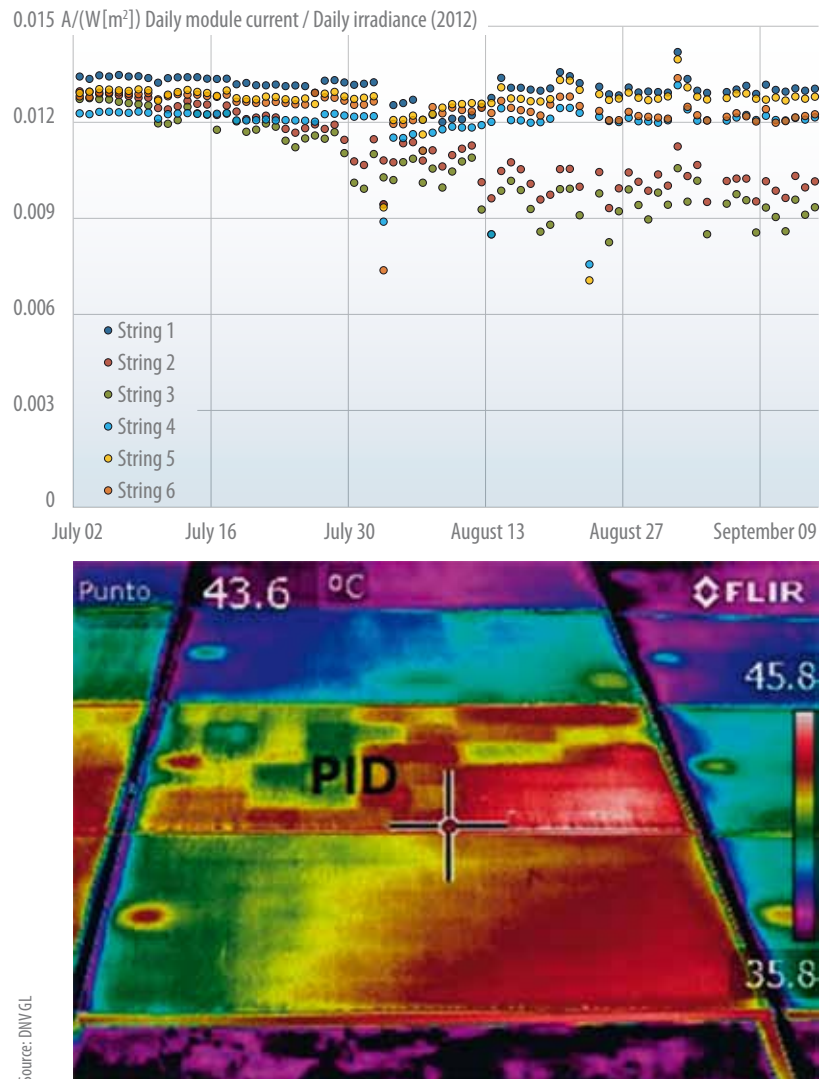 0.015 A/(W[m²]) Daily module current / Daily irradiance (2012)
0.012
0.009
0.006
0.003
0
String 1
String 2
String 3
String 4
String 5
String 6
July 02 July 16 July 30 August 13 August 27 September 09
Punto 43.6 °C FLIR
45.8
PID
35.8
Source: DNV GL